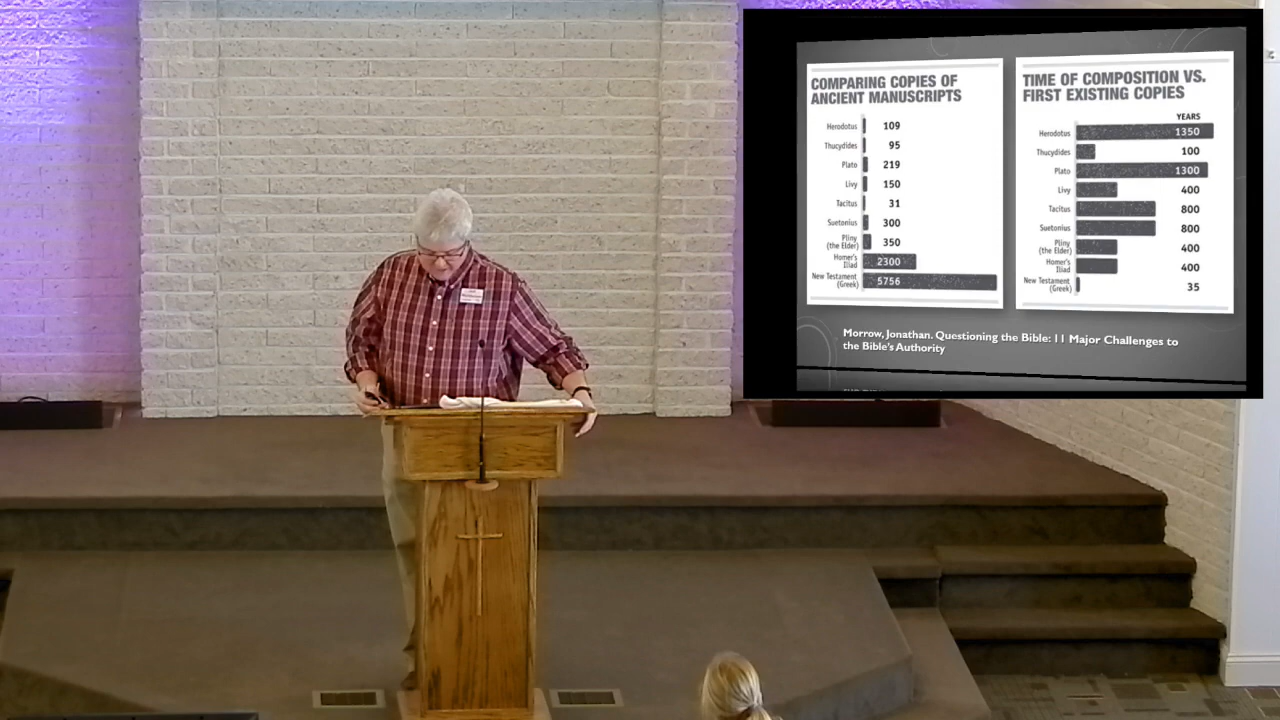 COMPARING COPIES OF
ANCIENT MANUSCRIPTS
Herodotus 109
Thucydides 95
Plato 219
Livy 150
Tacitus 31
Suetonius 300
Pliny
(the Elder) 350
Homer's
Iliad 2300
New Testament
(Greek) 5756
TIME OF COMPOSITION VS.
FIRST EXISTING COPIES
YEARS
Herodotus 1350
Thucydides 100
Plato 1300
Livy 400
Tacitus 800
Suetonius 800
Pliny
(the Elder) 400
Homer's
Iliad 400
New Testament
(Greek) 35
Morrow, Jonathan. Questioning the Bible: 11 Major Challenges to
the Bible's Authority